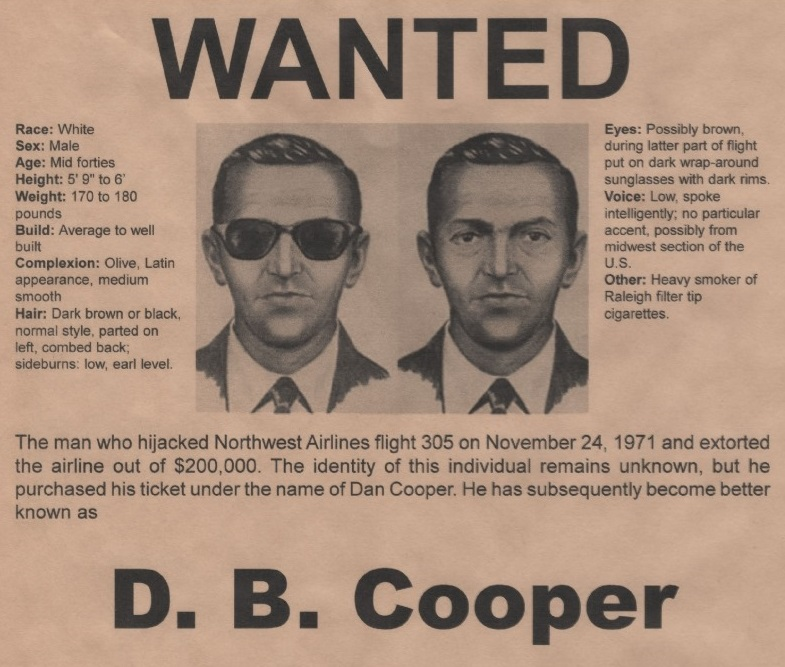 WANTED
Race: White
Sex: Male
Age: Mid forties
Height: 5' 9" to 6'
Weight: 170 to 180
pounds
Build: Average to well
built
Complexion: Olive, Latin
appearance, medium
smooth
Hair: Dark brown or black,
normal style, parted on
left, combed back;
sideburns: low, earl level.
Eyes: Possibly brown,
during latter part of flight
put on dark wrap-around
sunglasses with dark rims.
Voice: Low, spoke
intelligently; no particular
accent, possibly from
midwest section of the
U.S.
Other: Heavy smoker of
Raleigh filter tip
cigarettes.
The man who hijacked Northwest Airlines flight 305 on November 24, 1971 and extorted
the airline out of $200,000. The identity of this individual remains unknown, but he
purchased his ticket under the name of Dan Cooper. He has subsequently become better
known as
D. B. Cooper